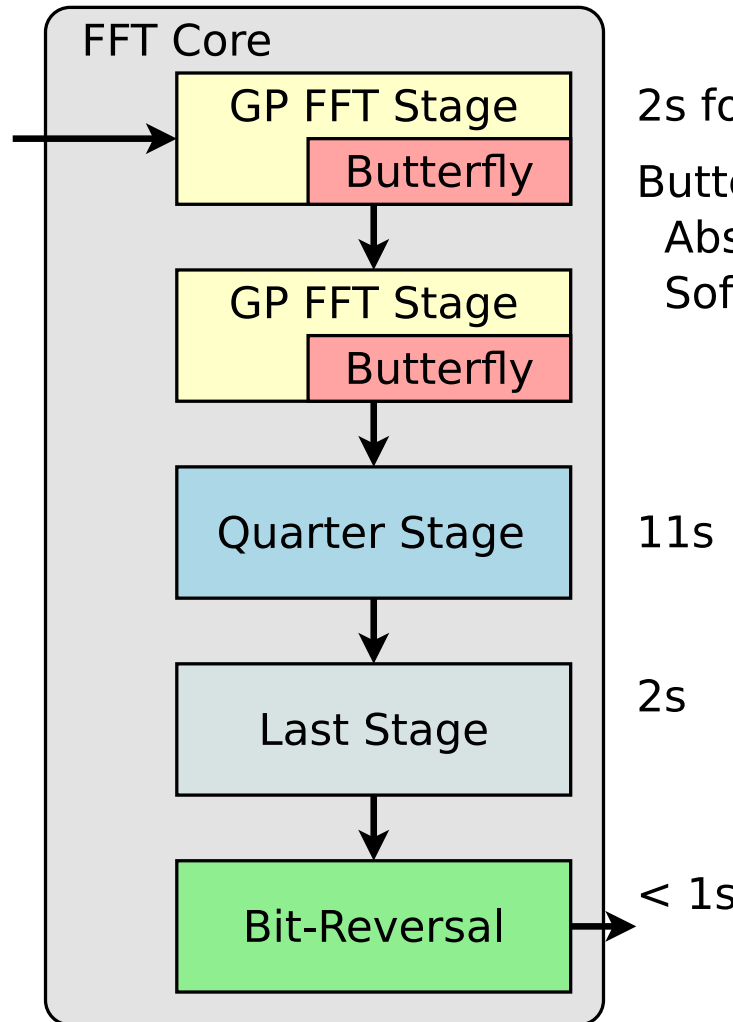 FFT Core
GP FFT Stage
2s
Butterfly
GP FFT Stage
Butterfly
Quarter Stage
11s
Last Stage
2s
Bit-Reversal
< 1s